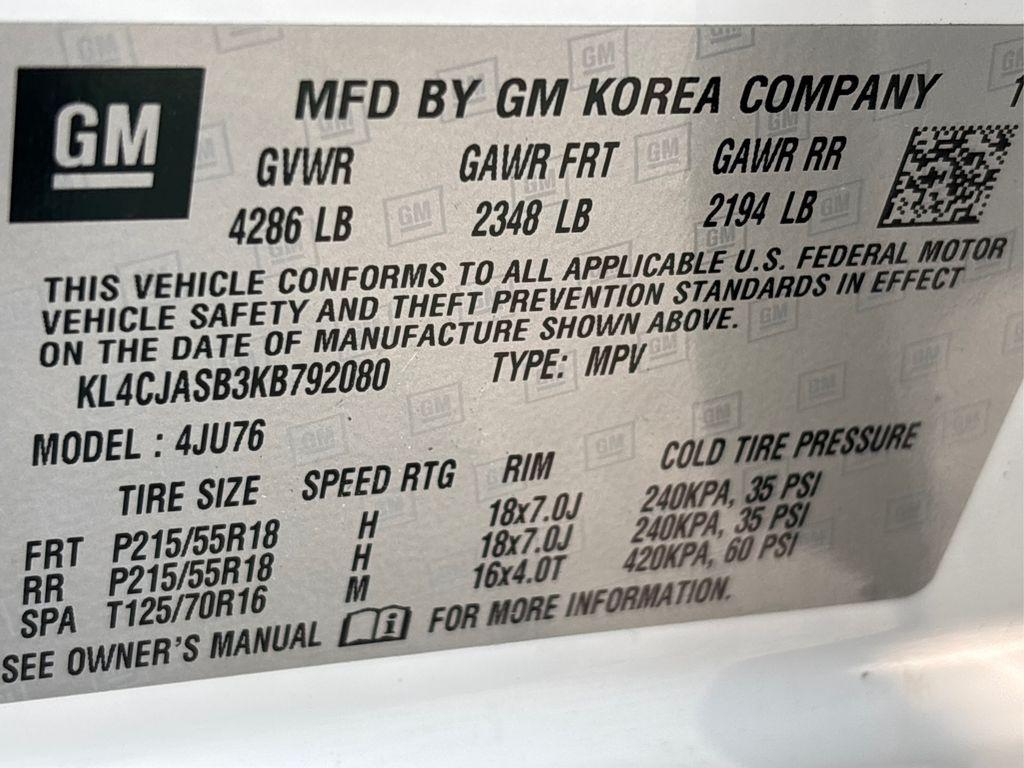 GM
MFD BY GM KOREA COMPANY 1
GVWR GAWR FRT GAWR RR
4286 LB 2348 LB 2194 LB
THIS VEHICLE CONFORMS TO ALL APPLICABLE U.S. FEDERAL MOTOR
VEHICLE SAFETY AND THEFT PREVENTION STANDARDS IN EFFECT
ON THE DATE OF MANUFACTURE SHOWN ABOVE.
KL4CJASB3KB792080 TYPE: MPV
MODEL : 4JU76
TIRE SIZE SPEED RTG RIM COLD TIRE PRESSURE
FRT P215/55R18 H 18x7.0J 240KPA, 35 PSI
RR P215/55R18 H 18x7.0J 240KPA, 35 PSI
SPA T125/70R16 M 16x4.0T 420KPA, 60 PSI
SEE OWNER'S MANUAL i FOR MORE INFORMATION.